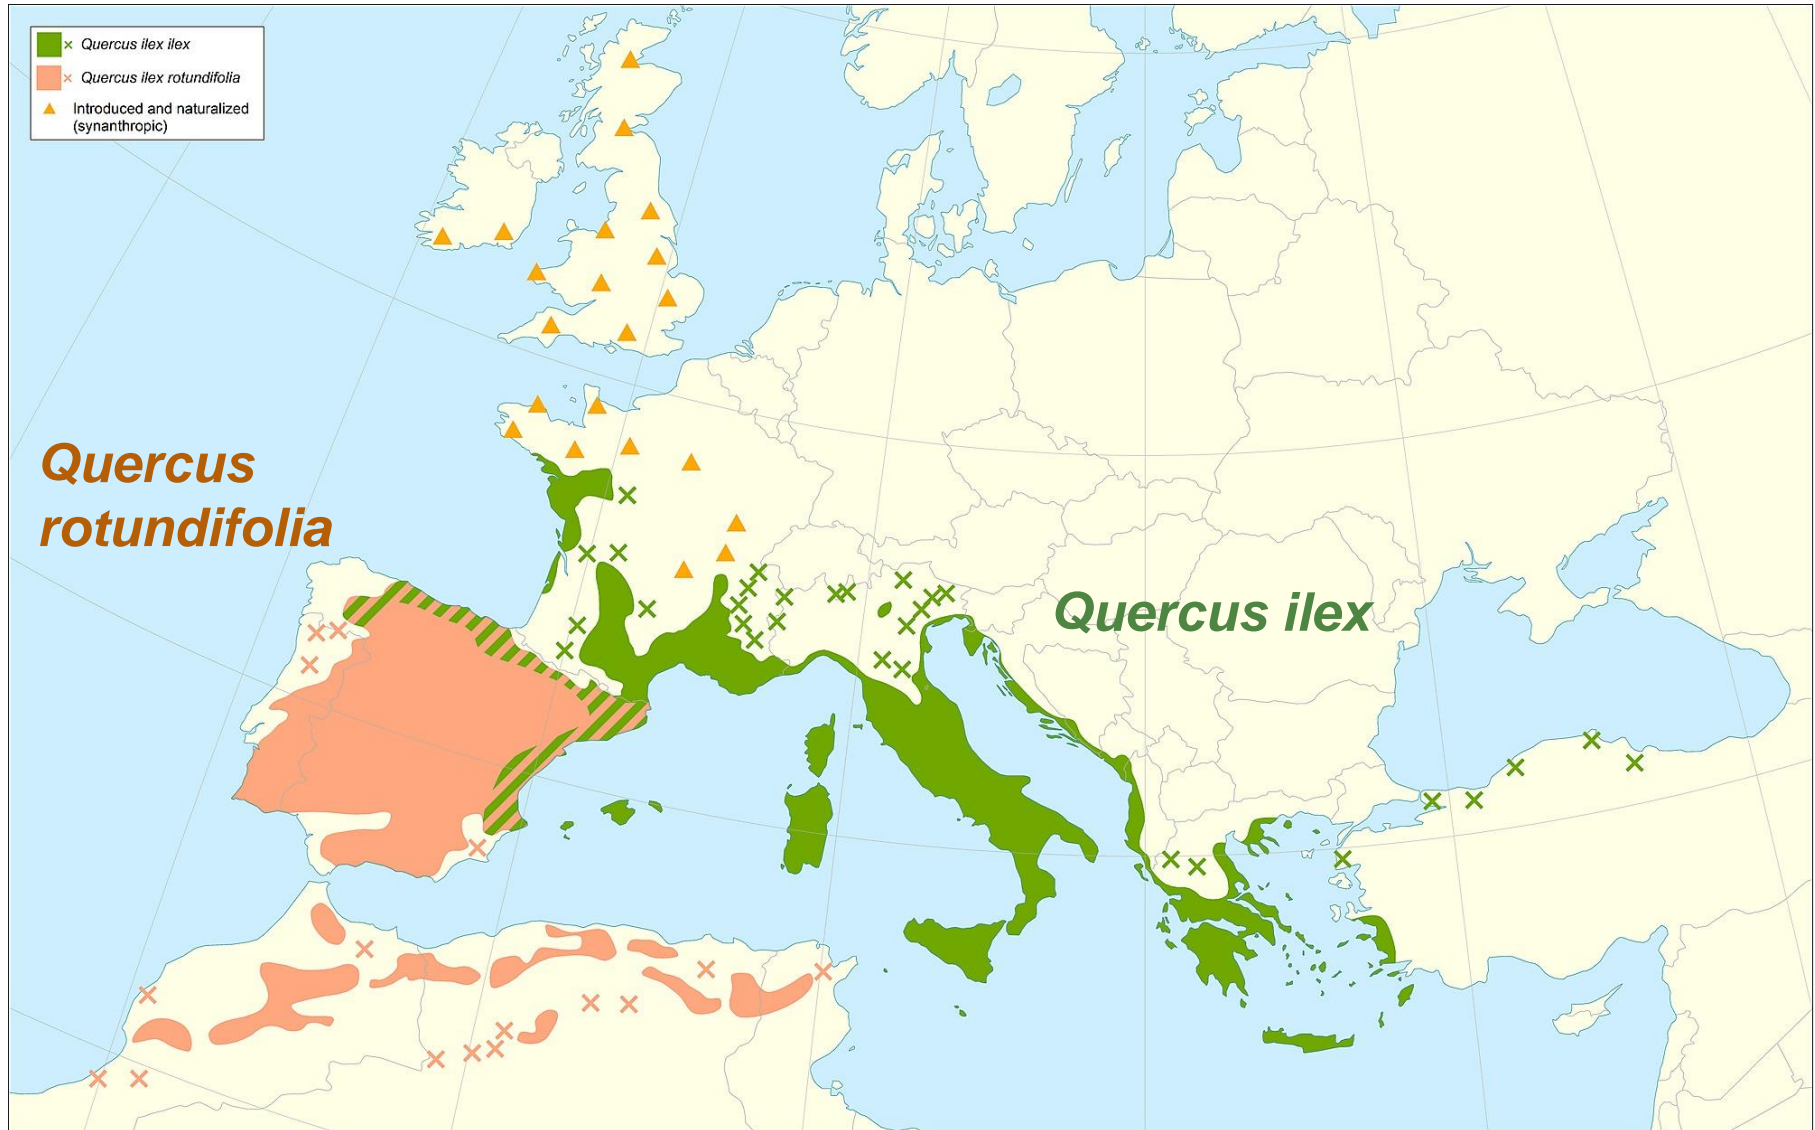 Quercus ilex ilex
Quercus ilex rotundifolia
Introduced and naturalized
(synanthropic)
Quercus
rotundifolia
Quercus ilex